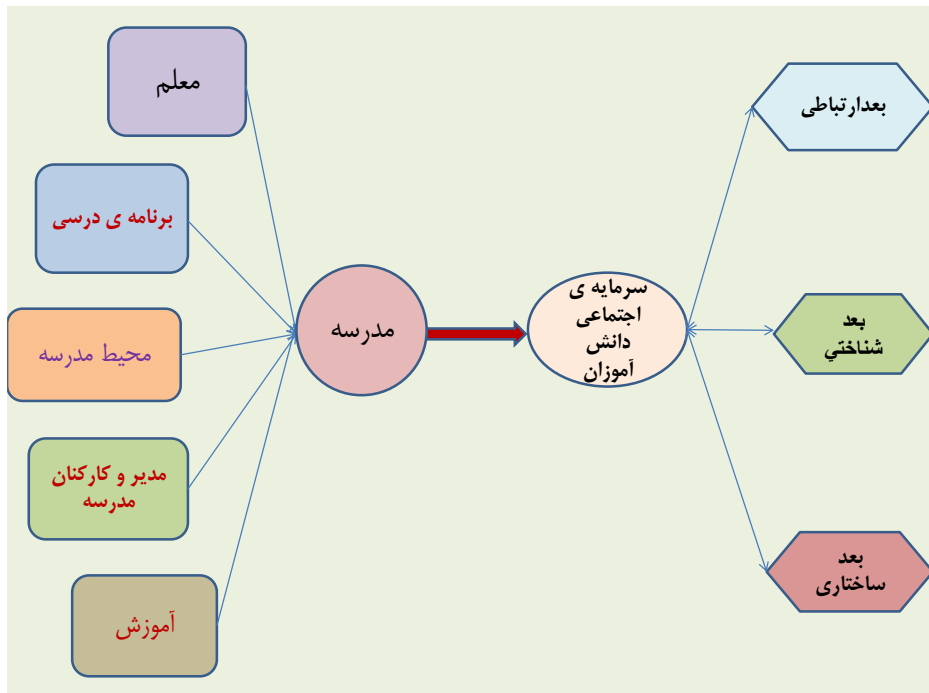 معلم
برنامه ی درسی
محیط مدرسه
مدیر و کارکنان
مدرسه
آموزش
مدرسه
سرمایه ی
اجتماعی
دانش
آموزان
بعدارتباطی
بعد
شناختي
بعد
ساختاری